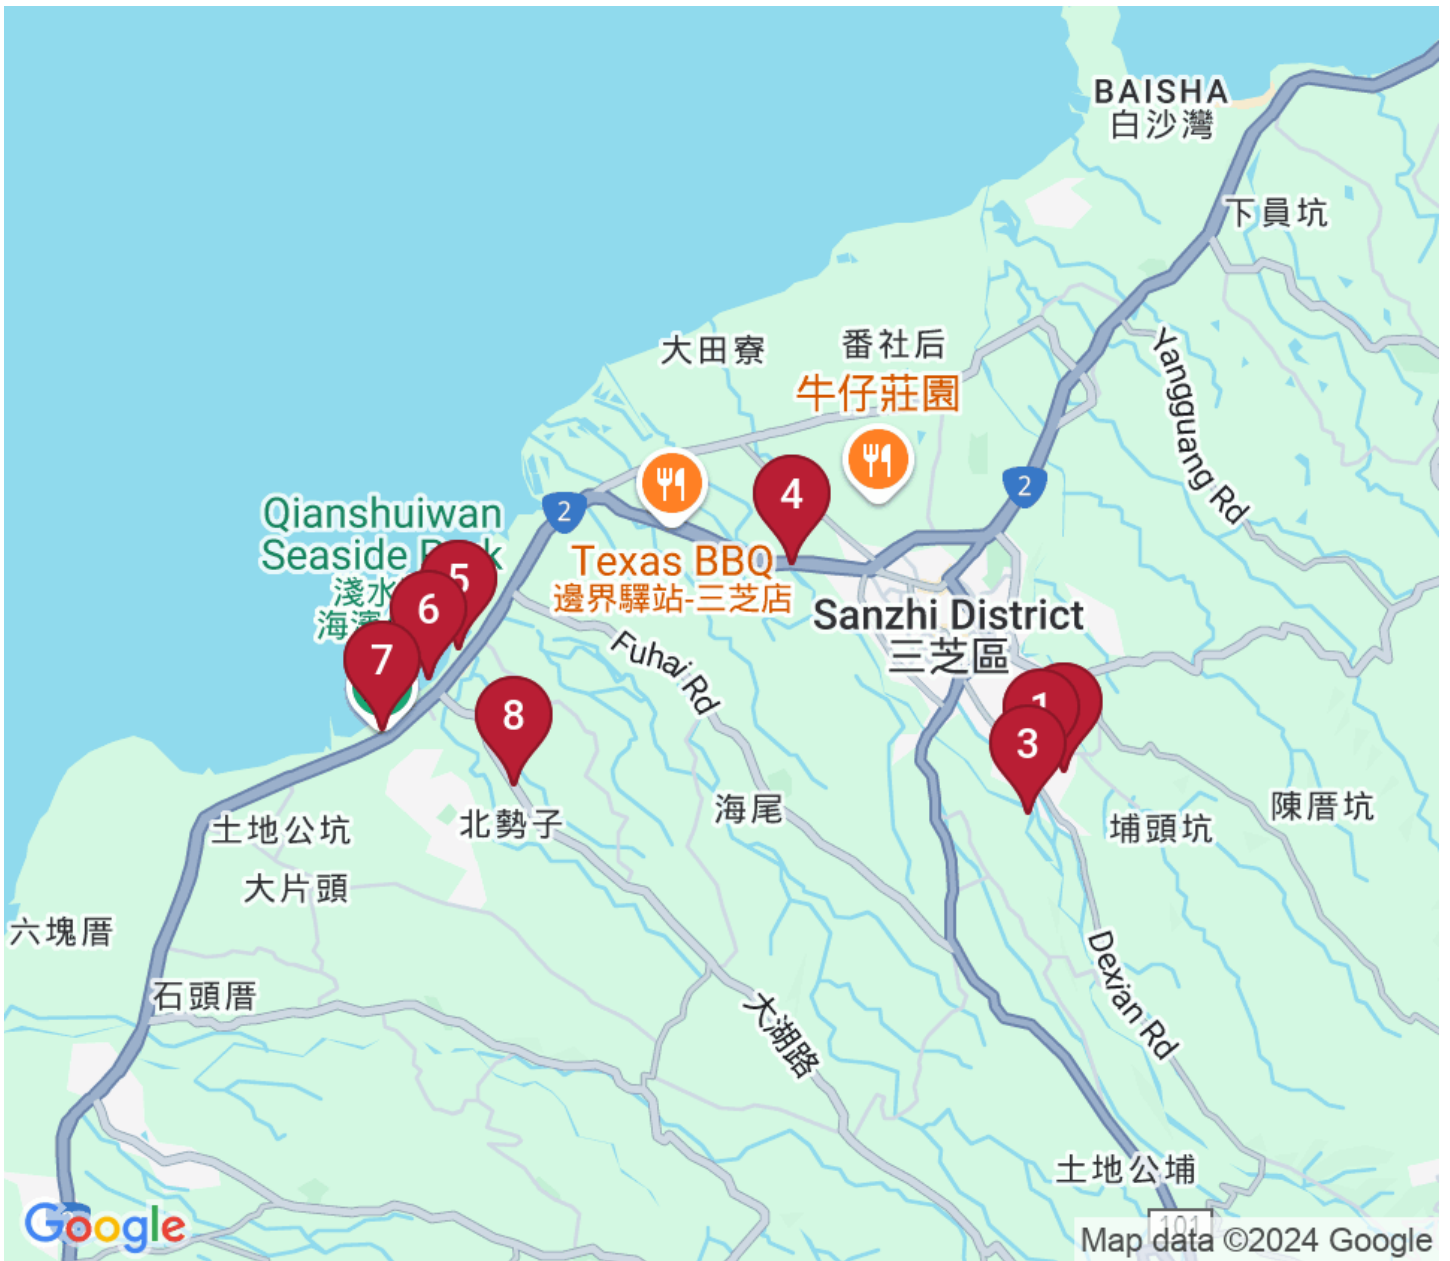 BAISHA
白沙灣
下員坑
大田寮
番社后
牛仔莊園
Yangguang Rd
2
2
4
Qianshuiwan
Seaside
5
淺水
6
7
Texas BBQ
邊界驛站-三芝店
Sanzhi District
三芝區
Fuhai Rd
8
1
3
土地公坑
北勢子
海尾
埔頭坑
陳厝坑
大片頭
六塊厝
石頭厝
大湖路
Dexian Rd
土地公埔
101
Google
Map data ©2024 Google